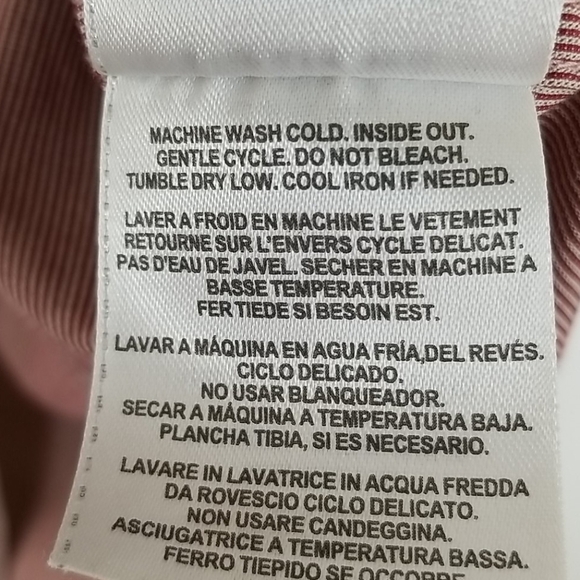 MACHINE WASH COLD. INSIDE OUT.
GENTLE CYCLE. DO NOT BLEACH.
TUMBLE DRY LOW. COOL IRON IF NEEDED.
LAVER A FROID EN MACHINE LE VETEMENT
RETOURNE SUR L'ENVERS CYCLE DELICAT.
PAS D'EAU DE JAVEL. SECHER EN MACHINE A
BASSE TEMPERATURE.
FER TIEDE SI BESOIN EST.
LAVAR A MÁQUINA EN AGUA FRÍA,DEL REVÉS.
CICLO DELICADO.
NO USAR BLANQUEADOR.
SECAR A MÁQUINA A TEMPERATURA BAJA.
PLANCHA TIBIA, SI ES NECESARIO.
LAVARE IN LAVATRICE IN ACQUA FREDDA
DA ROVESCIO CICLO DELICATO.
NON USARE CANDEGGINA.
ASCIUGATRICE A TEMPERATURA BASSA.
FERRO TIEPIDO SE OCCORRE